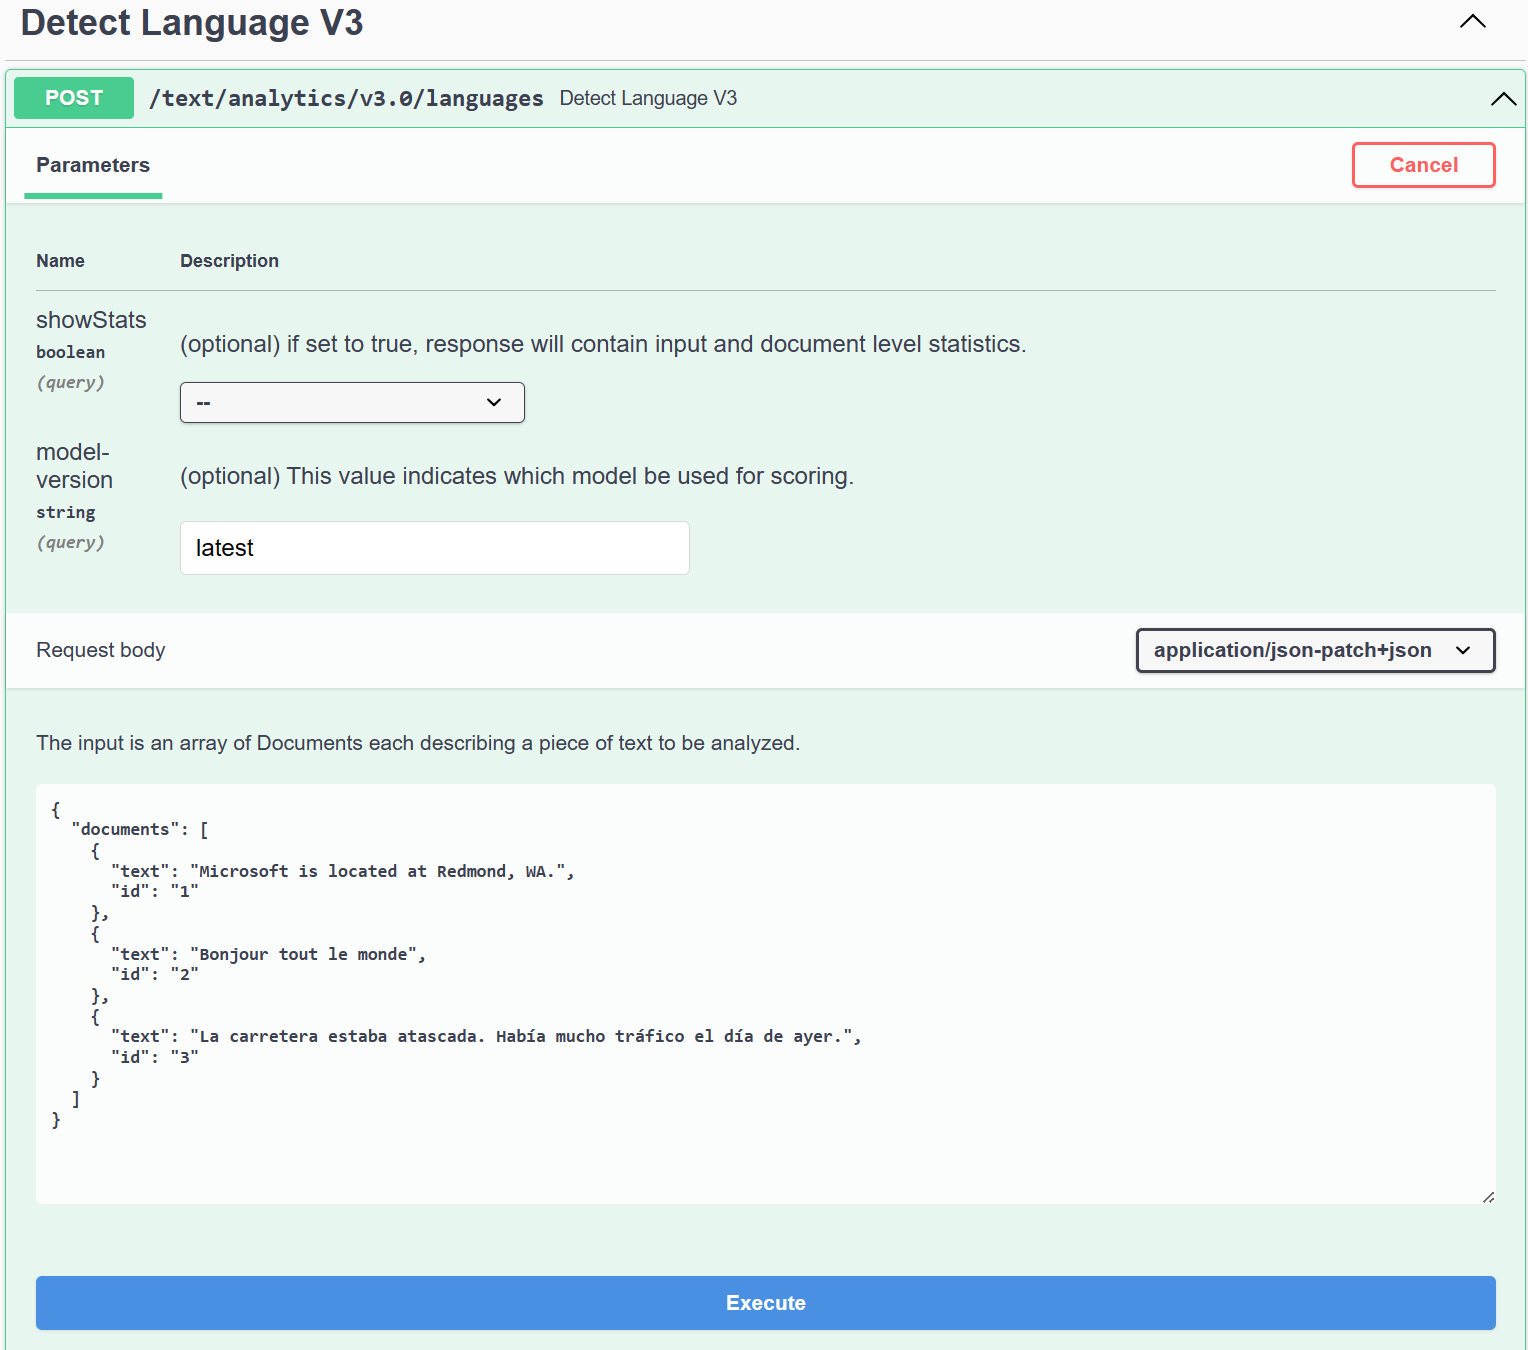 Detect Language V3
POST /text/analytics/v3.0/languages Detect Language V3
Parameters
Cancel
Name Description
showStats
boolean
(query)
(optional) if set to true, response will contain input and document level statistics.
--
model-
version
string
(query)
(optional) This value indicates which model be used for scoring.
latest
Request body
application/json-patch+json
The input is an array of Documents each describing a piece of text to be analyzed.
{
  "documents": [
    {
      "text": "Microsoft is located at Redmond, WA.",
      "id": "1"
    },
    {
      "text": "Bonjour tout le monde",
      "id": "2"
    },
    {
      "text": "La carretera estaba atascada. Había mucho tráfico el día de ayer.",
      "id": "3"
    }
  ]
}
Execute